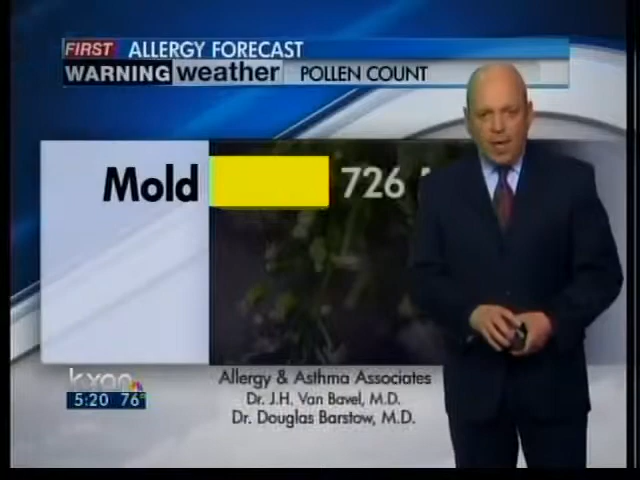 FIRST ALLERGY FORECAST
WARNING weather POLLEN COUNT
Mold 726
kxan
5:20 76°
Allergy & Asthma Associates
Dr. J.H. Van Bavel, M.D.
Dr. Douglas Barstow, M.D.